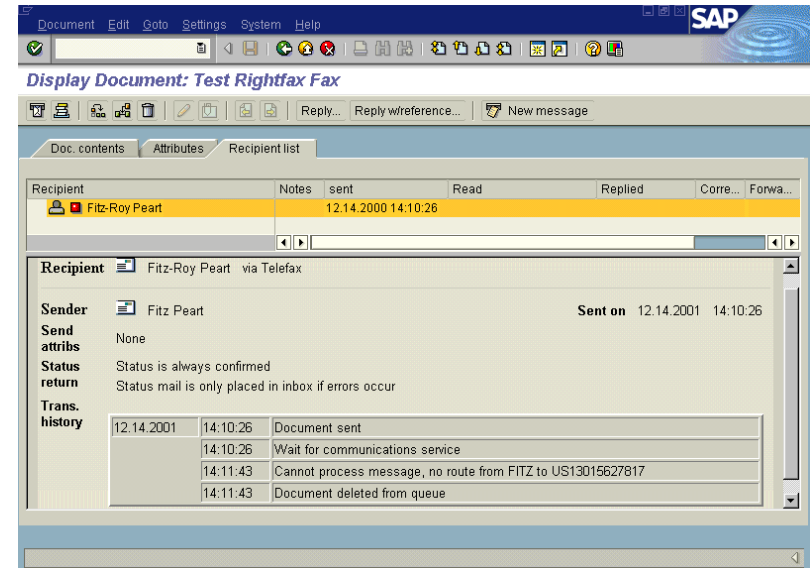 Document Edit Goto Settings System Help
SAP
Display Document: Test Rightfax Fax
Reply... Reply w/reference... New message
Doc. contents Attributes Recipient list
Recipient Notes sent Read Replied Corre... Forwa...
Fitz-Roy Peart 12.14.2000 14:10:26
Recipient Fitz-Roy Peart via Telefax
Sender Fitz Peart Sent on 12.14.2001 14:10:26
Send
attribs None
Status Status is always confirmed
return Status mail is only placed in inbox if errors occur
Trans.
history
12.14.2001 14:10:26 Document sent
14:10:26 Wait for communications service
14:11:43 Cannot process message, no route from FITZ to US13015627817
14:11:43 Document deleted from queue